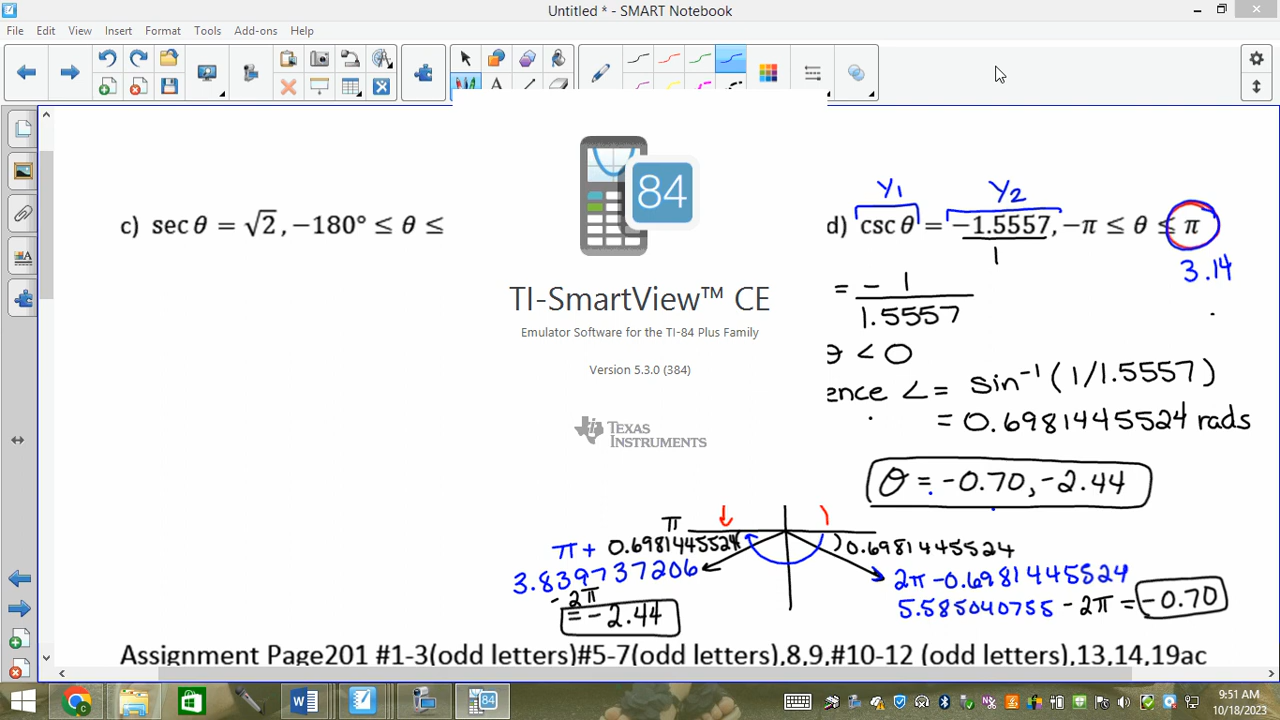 Untitled * - SMART Notebook
File Edit View Insert Format Tools Add-ons Help
84
TI-SmartView™ CE
Emulator Software for the TI-84 Plus Family
Version 5.3.0 (384)
TEXAS INSTRUMENTS
c) sec θ = √2, −180° ≤ θ ≤
Y1 Y2
d) csc θ = −1.5557, −π ≤ θ ≤ π
1
3.14
= − 1
1.5557
< 0
ence ∠ = sin⁻¹ (1/1.5557)
= 0.6981445524 rads
θ = -0.70, -2.44
π
π + 0.6981445524
0.6981445524
3.839737206
2π - 0.6981445524
- 2π
5.585040755 - 2π = -0.70
= -2.44
Assignment Page201 #1-3(odd letters)#5-7(odd letters),8,9,#10-12 (odd letters),13,14,19ac
9:51 AM
10/18/2023